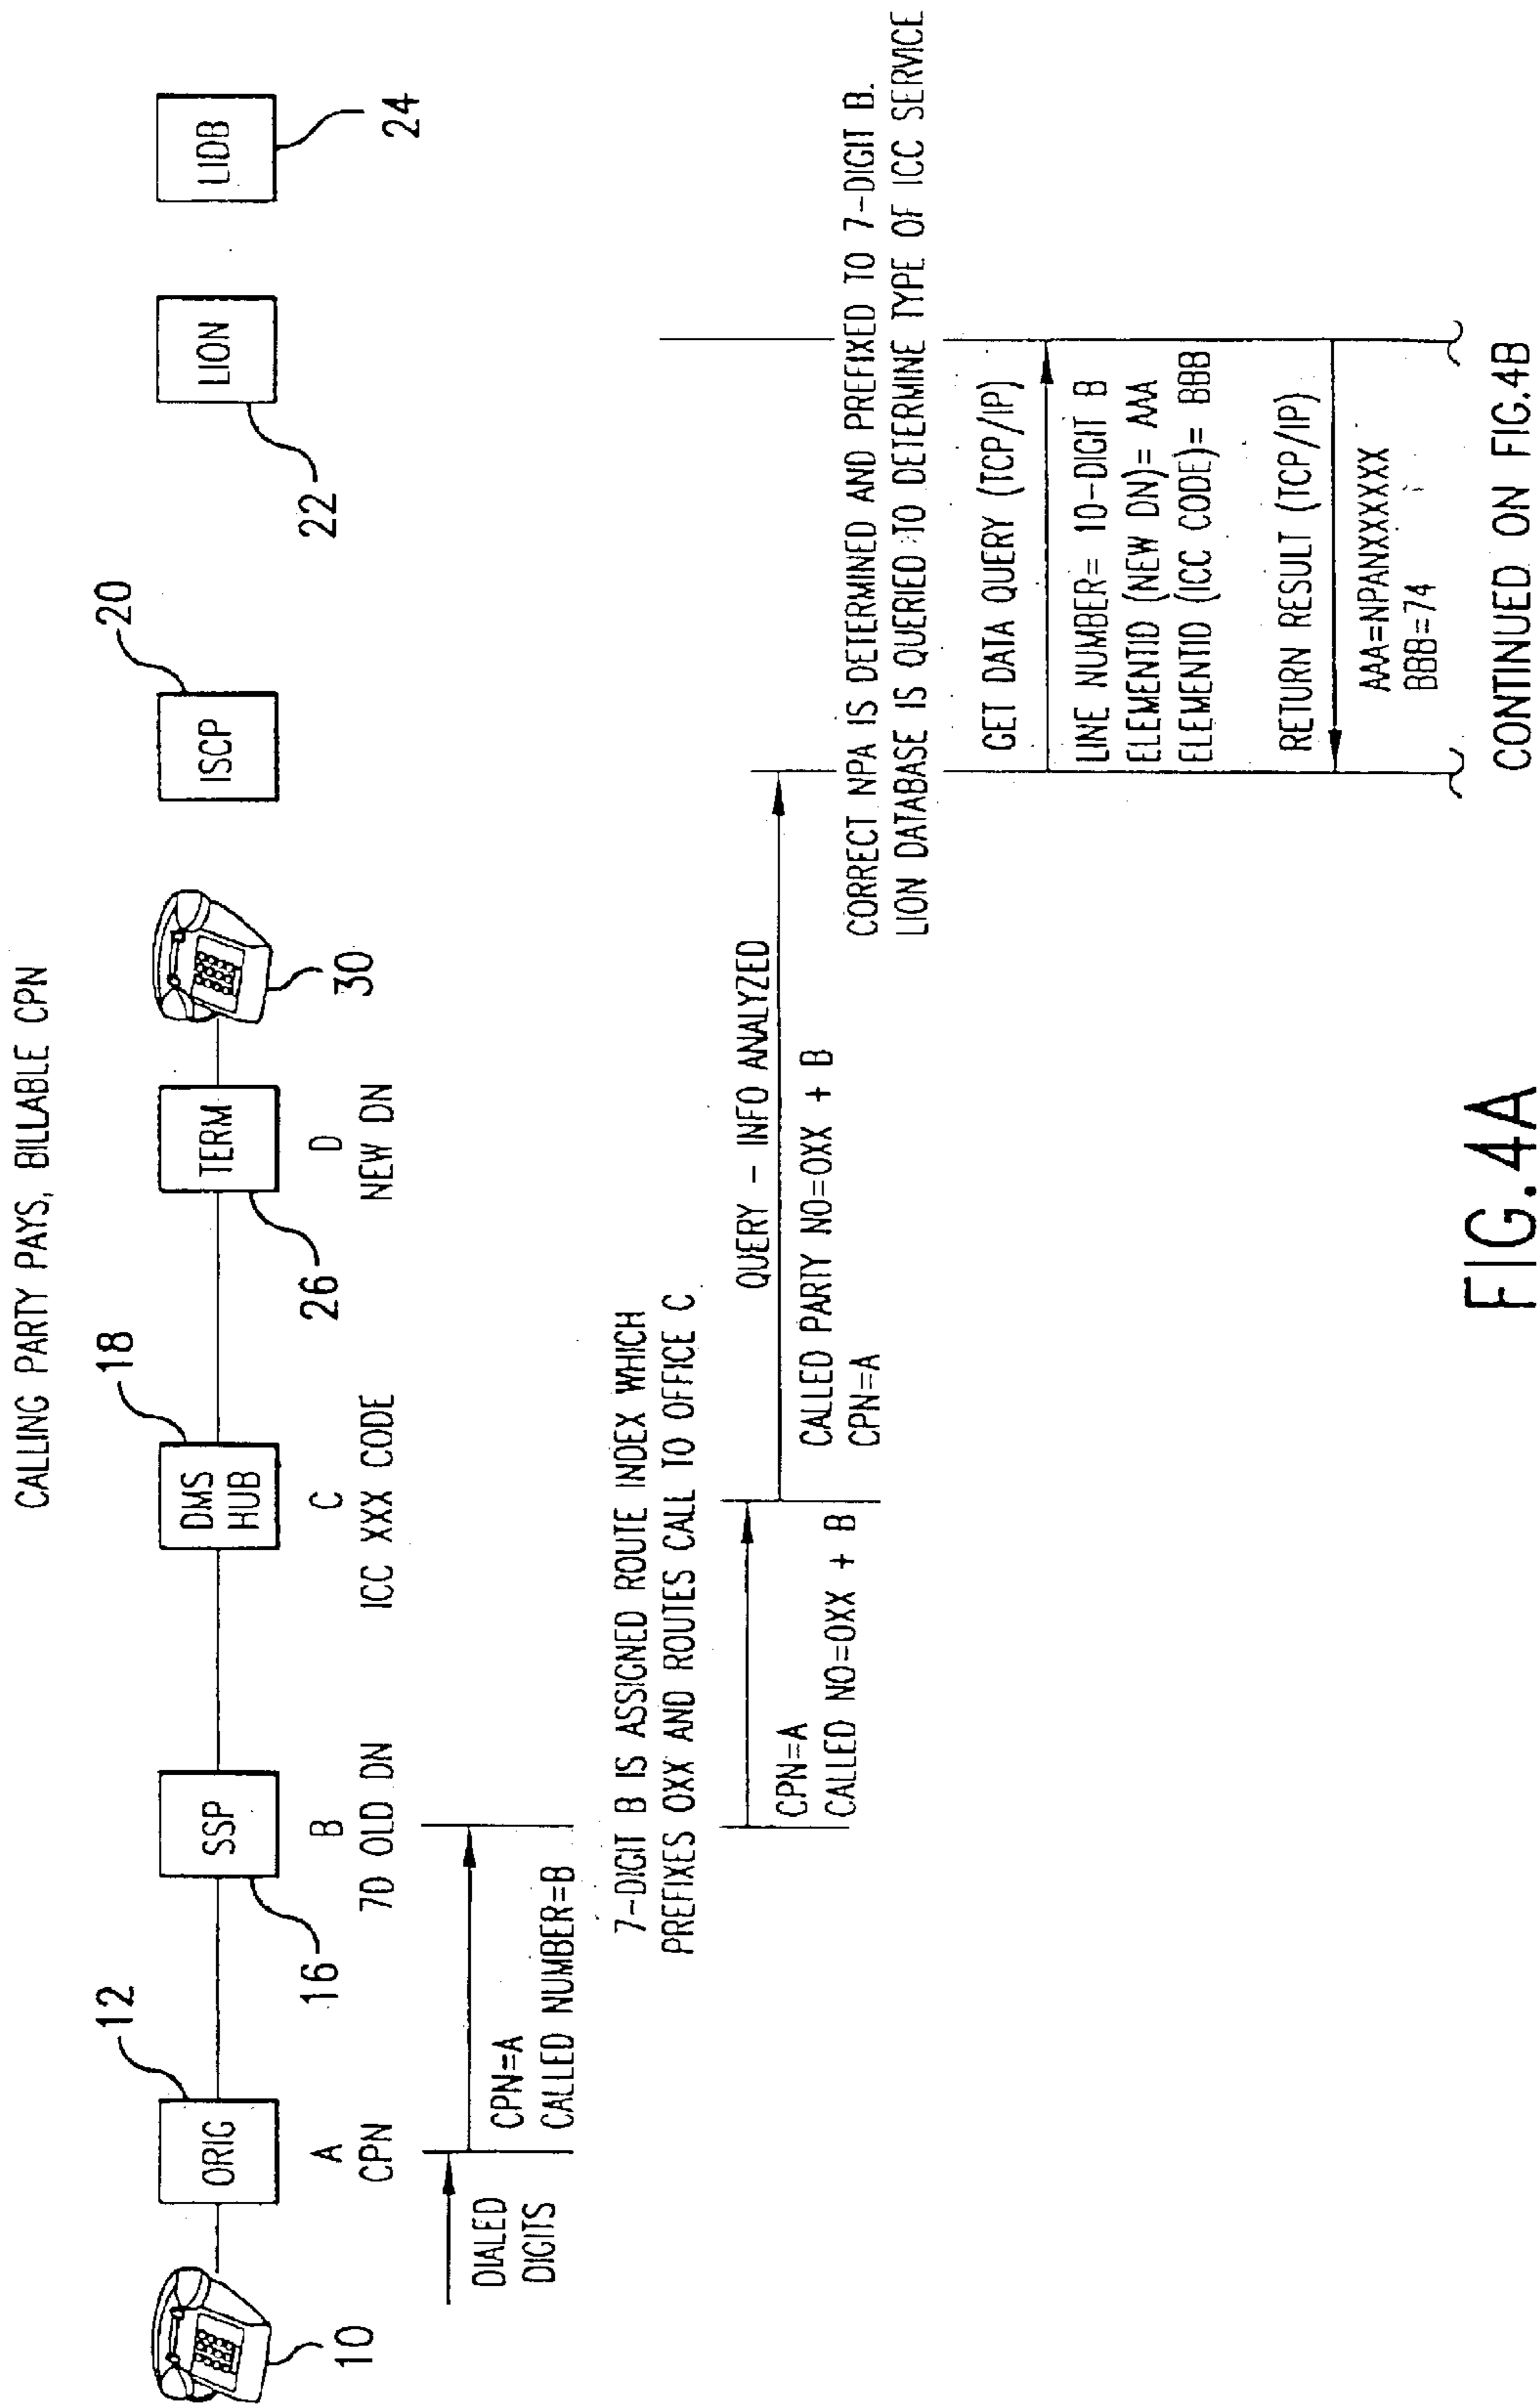 CALLING PARTY PAYS, BILLABLE CPN
12
18
20
ORIG
SSP
DMS
HUB
TERM
ISCP
LION
LIDB
10
16
26
30
22
24
A
CPN
B
7D OLD DN
C
ICC XXX CODE
D
NEW DN
DIALED
DIGITS
CPN=A
CALLED NUMBER=B
7-DIGIT B IS ASSIGNED ROUTE INDEX WHICH
PREFIXES OXX AND ROUTES CALL TO OFFICE C
CPN=A
CALLED NO=OXX + B
QUERY - INFO ANALYZED
CALLED PARTY NO=OXX + B
CPN=A
CORRECT NPA IS DETERMINED AND PREFIXED TO 7-DIGIT B.
LION DATABASE IS QUERIED TO DETERMINE TYPE OF ICC SERVICE
GET DATA QUERY (TCP/IP)
LINE NUMBER= 10-DIGIT B
ELEMENTID (NEW DN)= AAA
ELEMENTID (ICC CODE)= BBB
RETURN RESULT (TCP/IP)
AAA=NPANXXXXXX
BBB=74
CONTINUED ON FIG.4B
FIG.4A